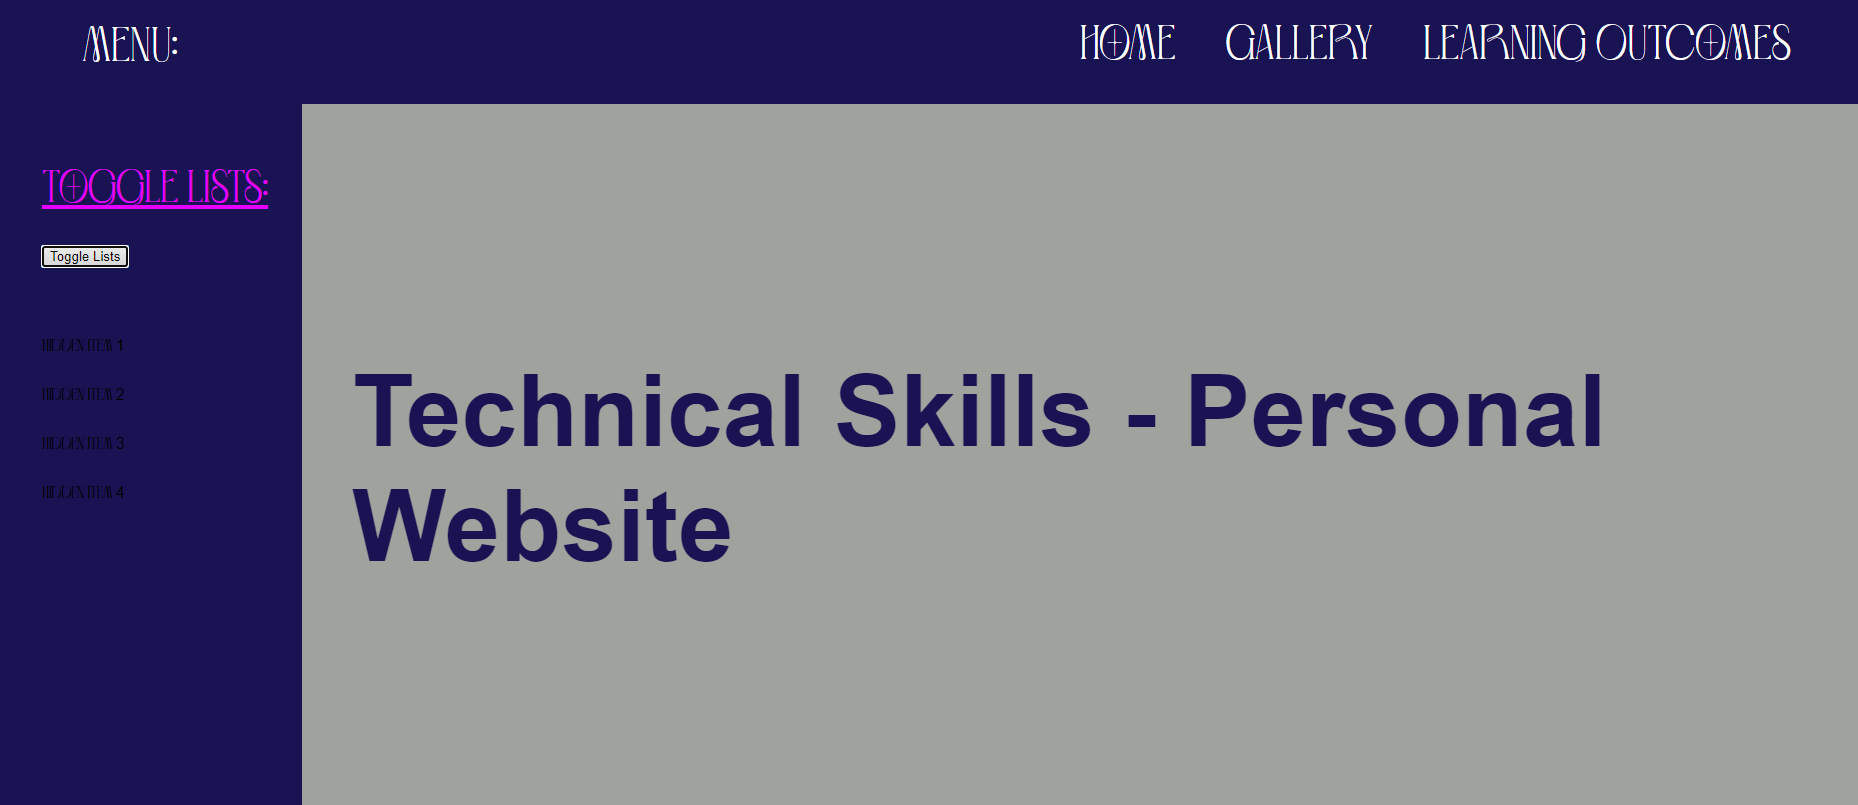 MENU:
HOME GALLERY LEARNING OUTCOMES
TOGGLE LISTS:
Toggle Lists
HIDDEN ITEM 1
HIDDEN ITEM 2
HIDDEN ITEM 3
HIDDEN ITEM 4
Technical Skills - Personal
Website